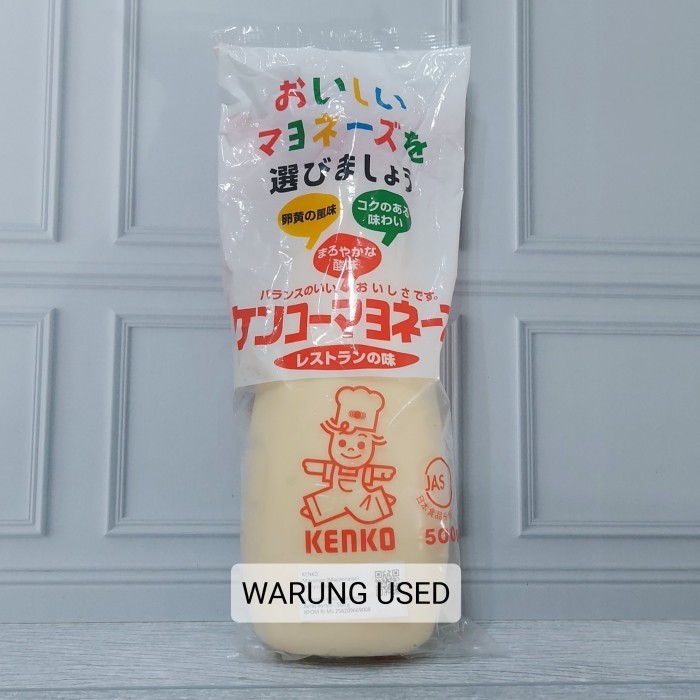 おいしい
マヨネーズを
選びましょう
卵黄の風味
コクのある
味わい
まろやかな
酸味
バランスのいい おいしさです。
ケンコーマヨネーズ
レストランの味
JAS
KENKO
500g
KENKO
WARUNG USED